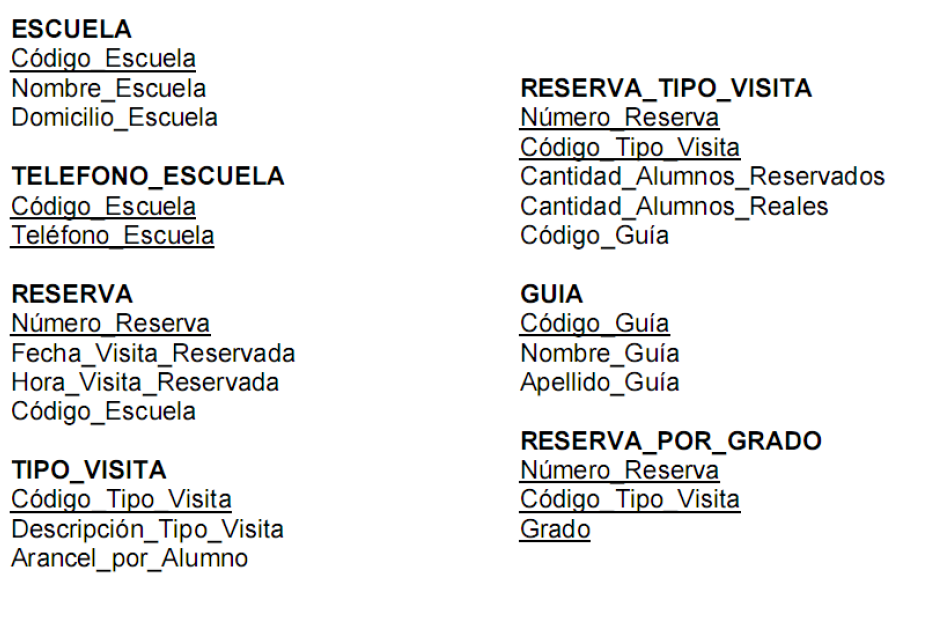 ESCUELA
Código_Escuela
Nombre_Escuela
Domicilio_Escuela
TELEFONO_ESCUELA
Código_Escuela
Teléfono_Escuela
RESERVA
Número_Reserva
Fecha_Visita_Reservada
Hora_Visita_Reservada
Código_Escuela
TIPO_VISITA
Código_Tipo_Visita
Descripción_Tipo_Visita
Arancel_por_Alumno
RESERVA_TIPO_VISITA
Número_Reserva
Código_Tipo_Visita
Cantidad_Alumnos_Reservados
Cantidad_Alumnos_Reales
Código_Guía
GUIA
Código_Guía
Nombre_Guía
Apellido_Guía
RESERVA_POR_GRADO
Número_Reserva
Código_Tipo_Visita
Grado